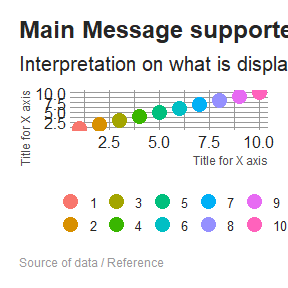 Main Message supporte
Interpretation on what is displa
Title for X axis
10.0
7.5
5.0
2.5
2.5 5.0 7.5 10.0
Title for X axis
1 3 5 7 9
2 4 6 8 10
Source of data / Reference